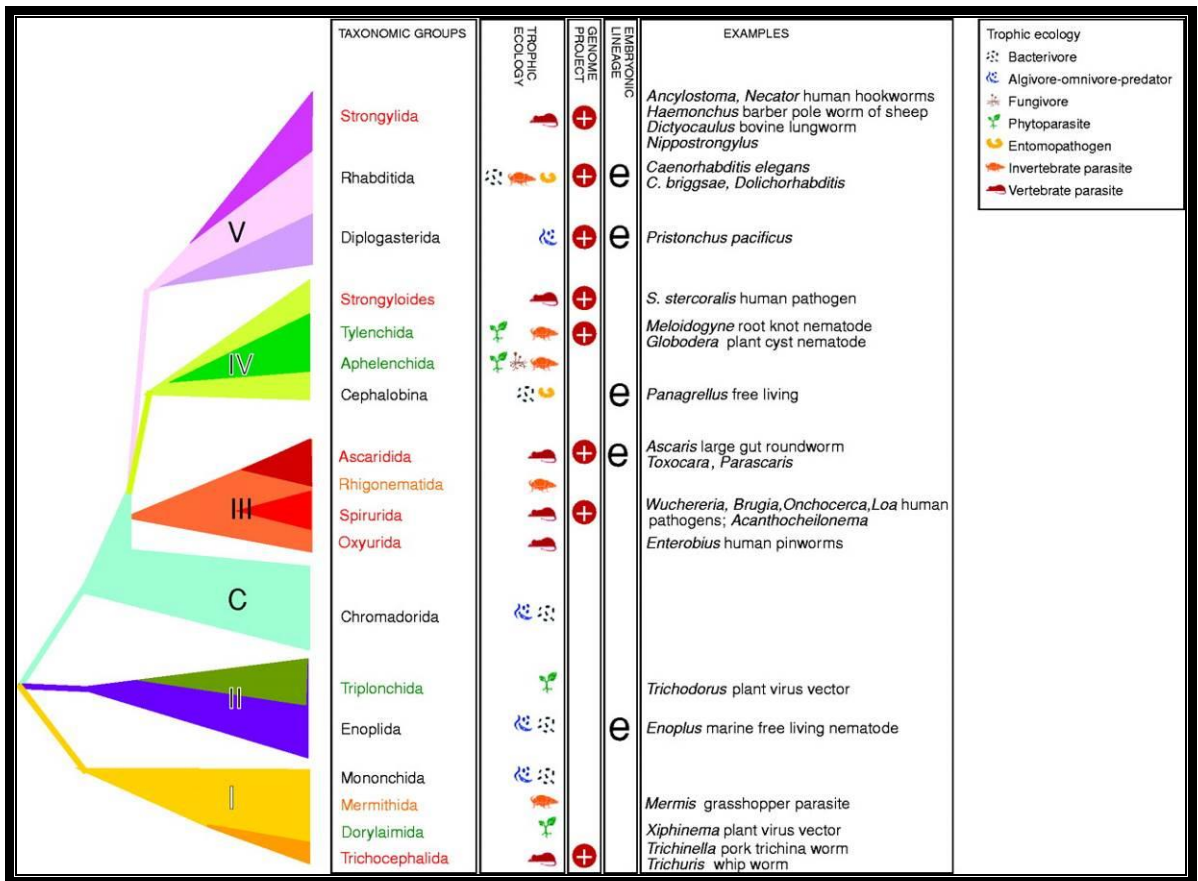 TAXONOMIC GROUPS
TROPHIC
ECOLOGY
GENOME
PROJECT
EMBRYONIC
LINEAGE
EXAMPLES
Strongylida
Ancylostoma, Necator human hookworms
Haemonchus barber pole worm of sheep
Dictyocaulus bovine lungworm
Nippostrongylus
Rhabditida
e
Caenorhabditis elegans
C. briggsae, Dolichorhabditis
V
Diplogasterida
e
Pristonchus pacificus
Strongyloides
S. stercoralis human pathogen
Tylenchida
Meloidogyne root knot nematode
Globodera plant cyst nematode
IV
Aphelenchida
Cephalobina
e
Panagrellus free living
Ascaridida
e
Ascaris large gut roundworm
Toxocara, Parascaris
Rhigonematida
III
Spirurida
Wuchereria, Brugia,Onchocerca,Loa human
pathogens; Acanthocheilonema
Oxyurida
Enterobius human pinworms
C
Chromadorida
Triplonchida
Trichodorus plant virus vector
II
Enoplida
e
Enoplus marine free living nematode
Mononchida
I
Mermithida
Mermis grasshopper parasite
Dorylaimida
Xiphinema plant virus vector
Trichocephalida
Trichinella pork trichina worm
Trichuris whip worm
Trophic ecology
Bacterivore
Algivore-omnivore-predator
Fungivore
Phytoparasite
Entomopathogen
Invertebrate parasite
Vertebrate parasite